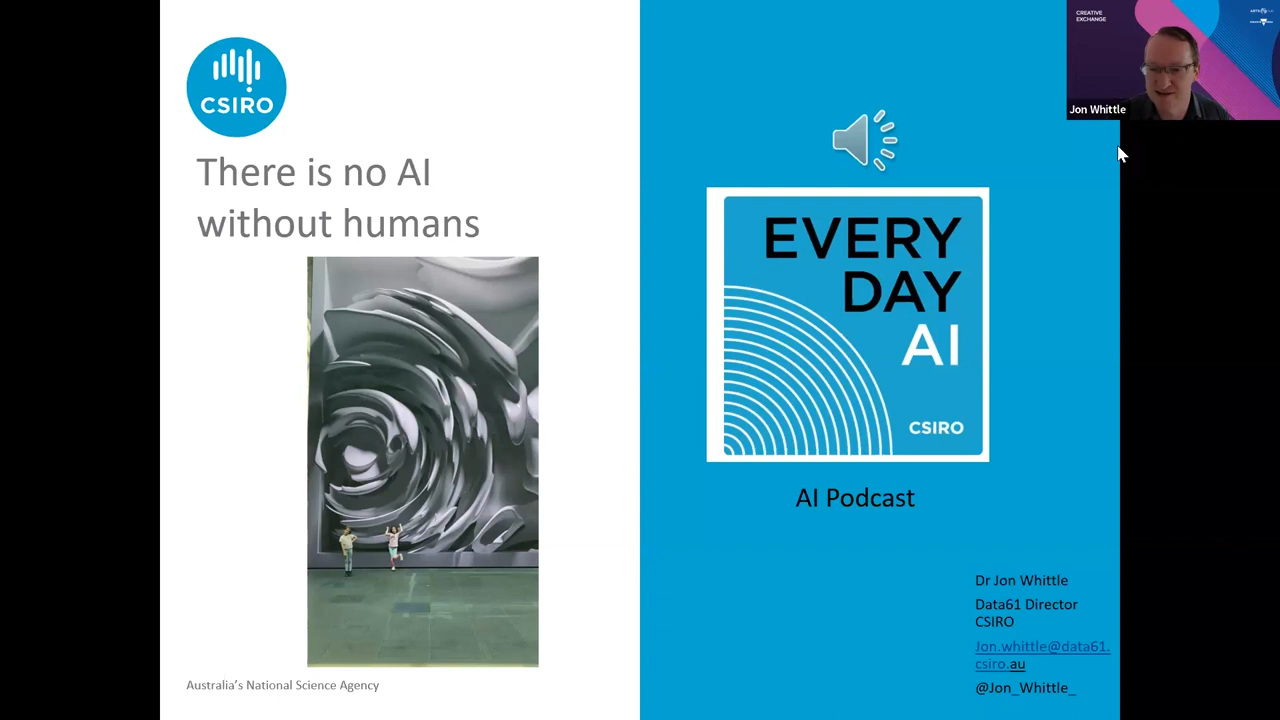 CSIRO
There is no AI
without humans
Australia's National Science Agency
EVERY
DAY
AI
CSIRO
AI Podcast
Dr Jon Whittle
Data61 Director
CSIRO
Jon.whittle@data61.
csiro.au
@Jon_Whittle_
CREATIVE
EXCHANGE
Jon Whittle